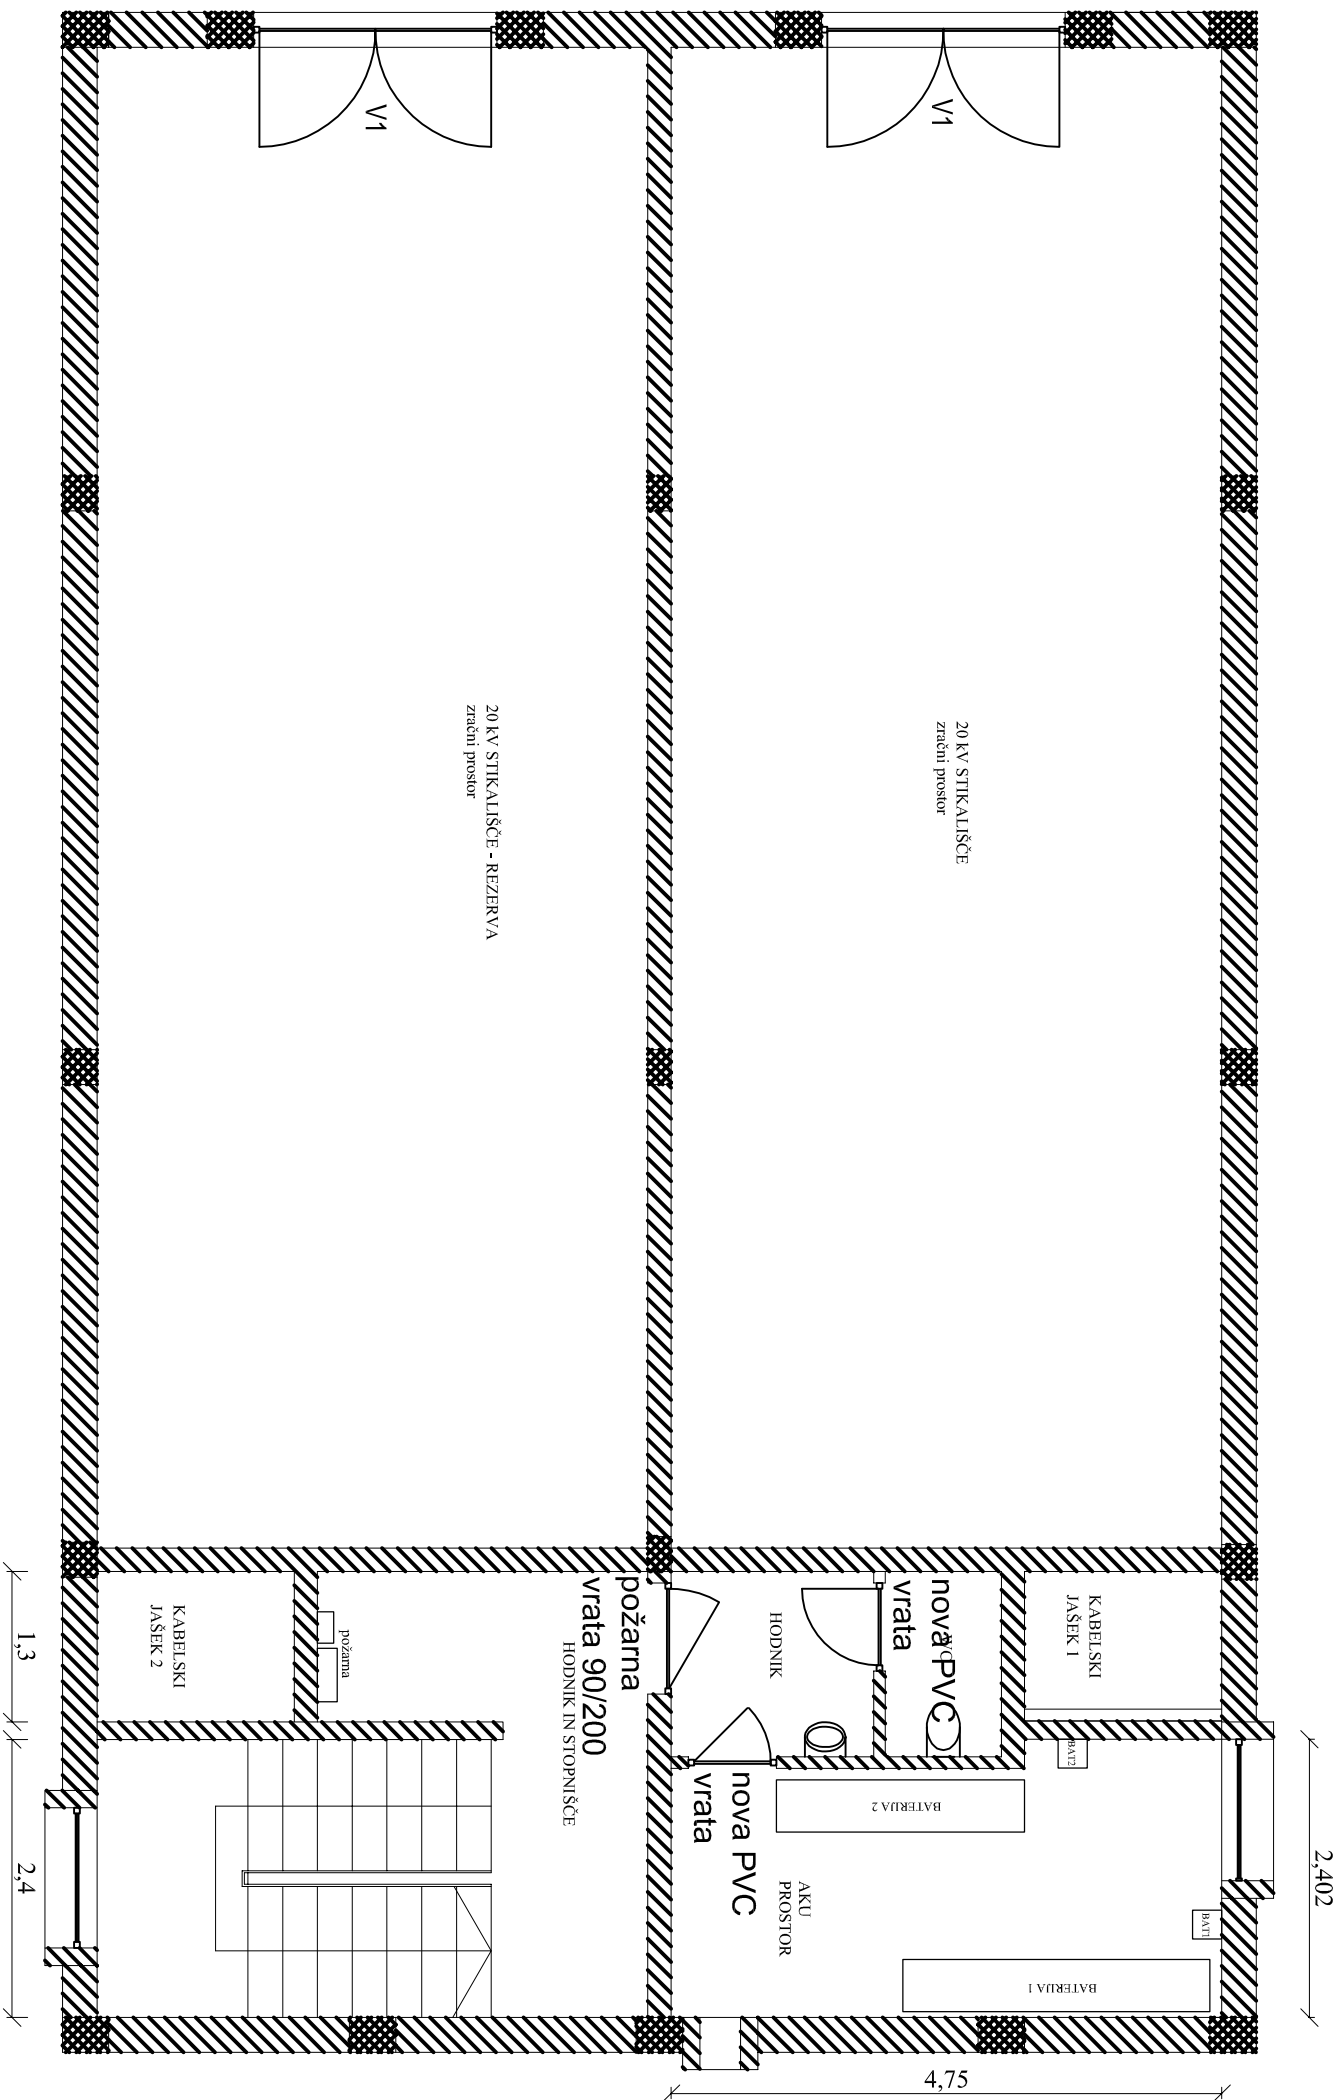 V1
V1
20 kV STIKALIŠČE
zračni prostor
20 kV STIKALIŠČE - REZERVA
zračni prostor
KABELSKI
JAŠEK 1
WC
nova PVC
vrata
HODNIK
požarna
vrata 90/200
HODNIK IN STOPNIŠČE
požarna
KABELSKI
JAŠEK 2
BAT2
BATERIJA 2
nova PVC
vrata
AKU
PROSTOR
BAT1
BATERIJA 1
1,3
2,4
2,402
4,75